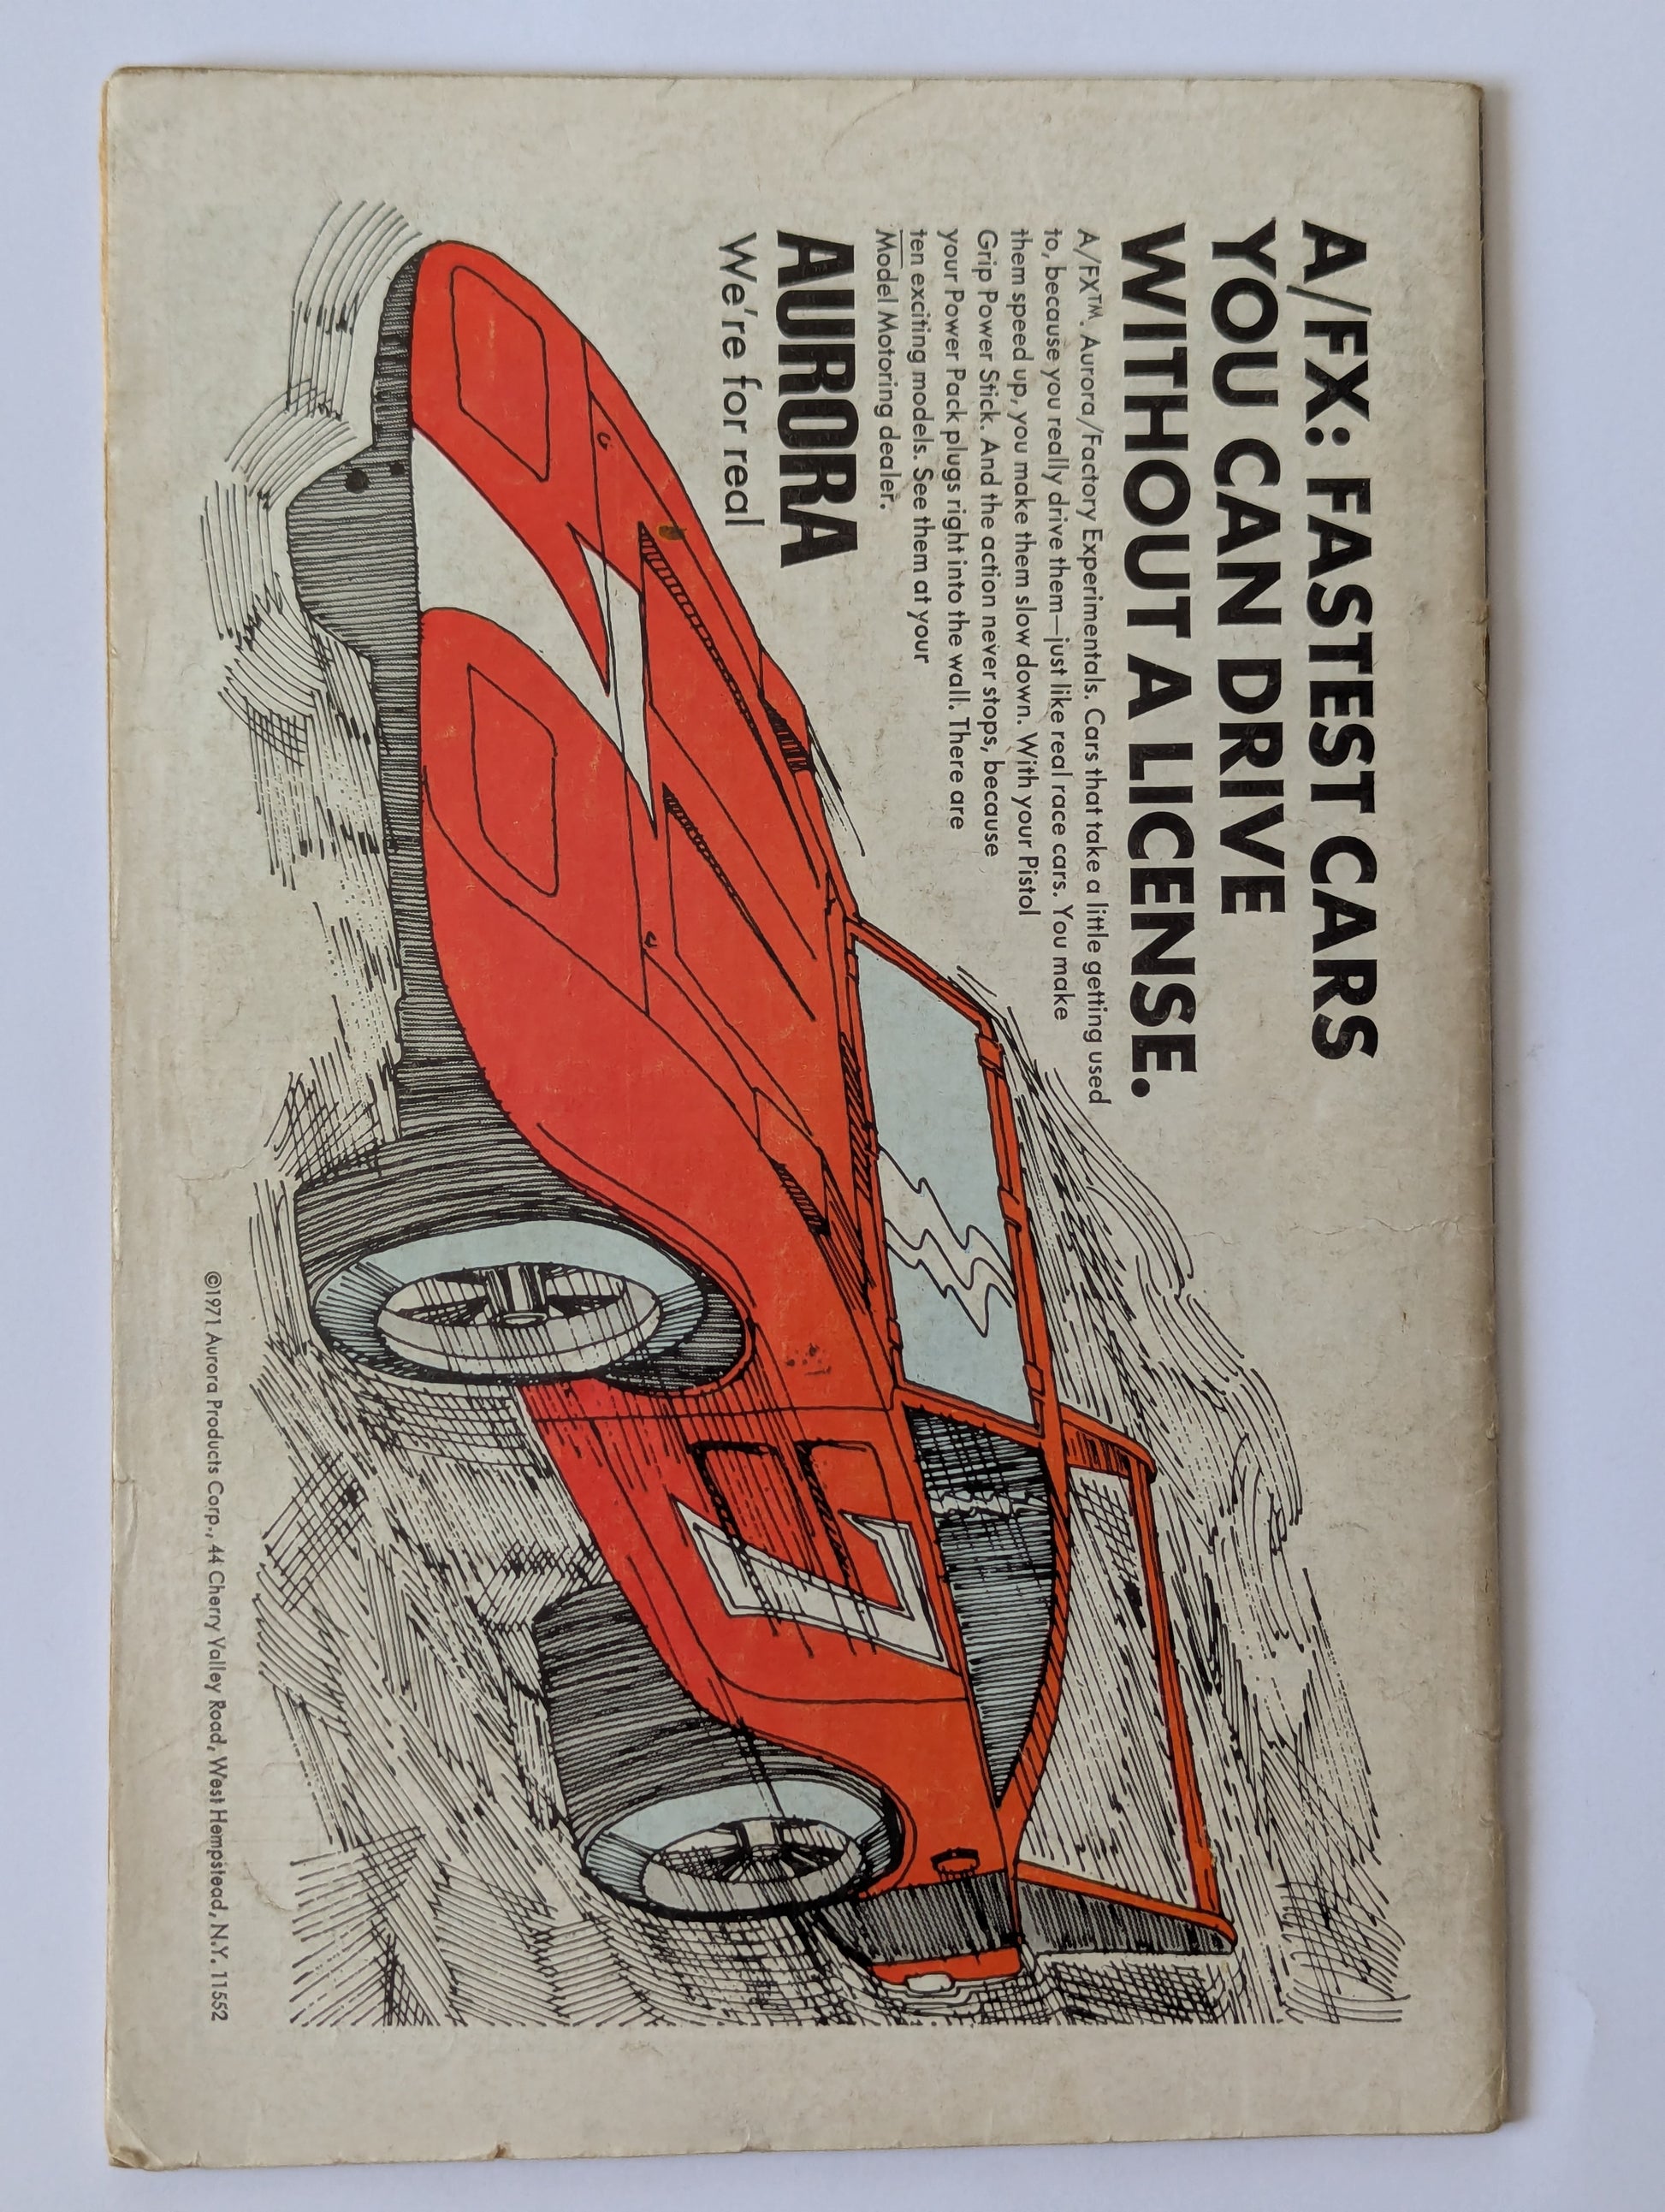 A/FX: FASTEST CARS
YOU CAN DRIVE
WITHOUT A LICENSE.
A/FX™. Aurora/Factory Experimentals. Cars that take a little getting used
to, because you really drive them—just like real race cars. You make
them speed up, you make them slow down. With your Pistol
Grip Power Stick. And the action never stops, because
your Power Pack plugs right into the wall. There are
ten exciting models. See them at your
Model Motoring dealer.
AURORA
We're for real
7
©1971 Aurora Products Corp., 44 Cherry Valley Road, West Hempstead, N.Y. 11552